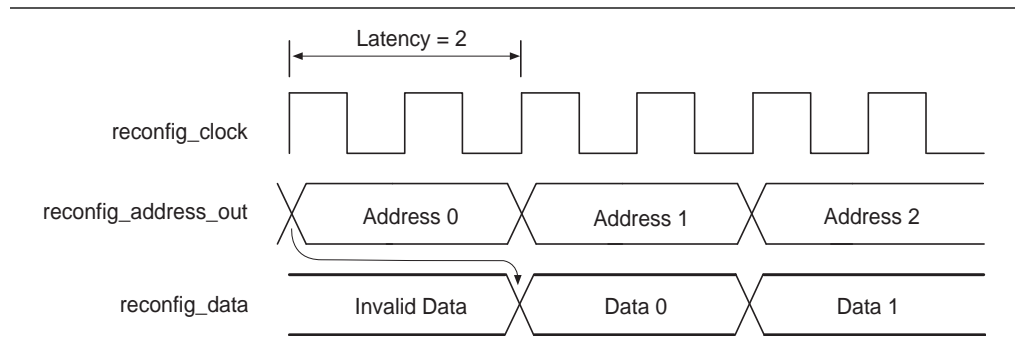 Latency = 2
reconfig_clock
reconfig_address_out Address 0 Address 1 Address 2
reconfig_data Invalid Data Data 0 Data 1